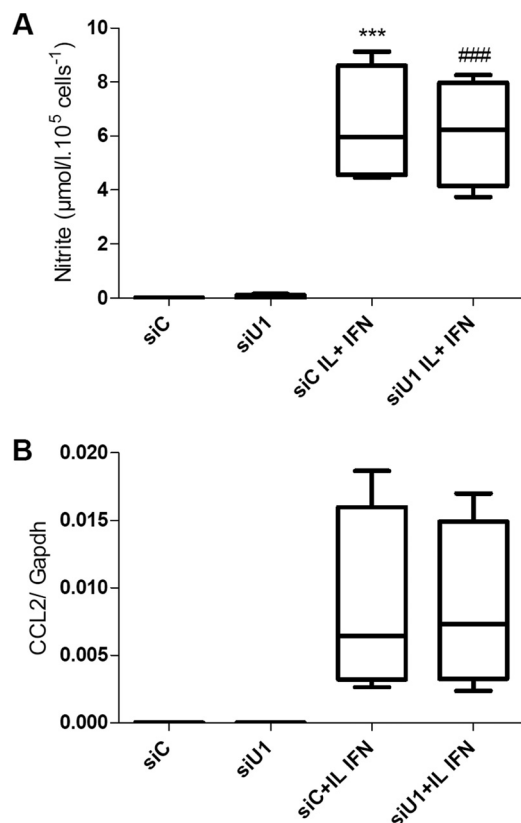 A
Nitrite (µmol/l.10⁵ cells⁻¹)
10
8
6
4
2
0
***
###
siC
siU1
siC IL+ IFN
siU1 IL+ IFN
B
CCL2/ Gapdh
0.020
0.015
0.010
0.005
0.000
siC
siU1
siC+IL IFN
siU1+IL IFN